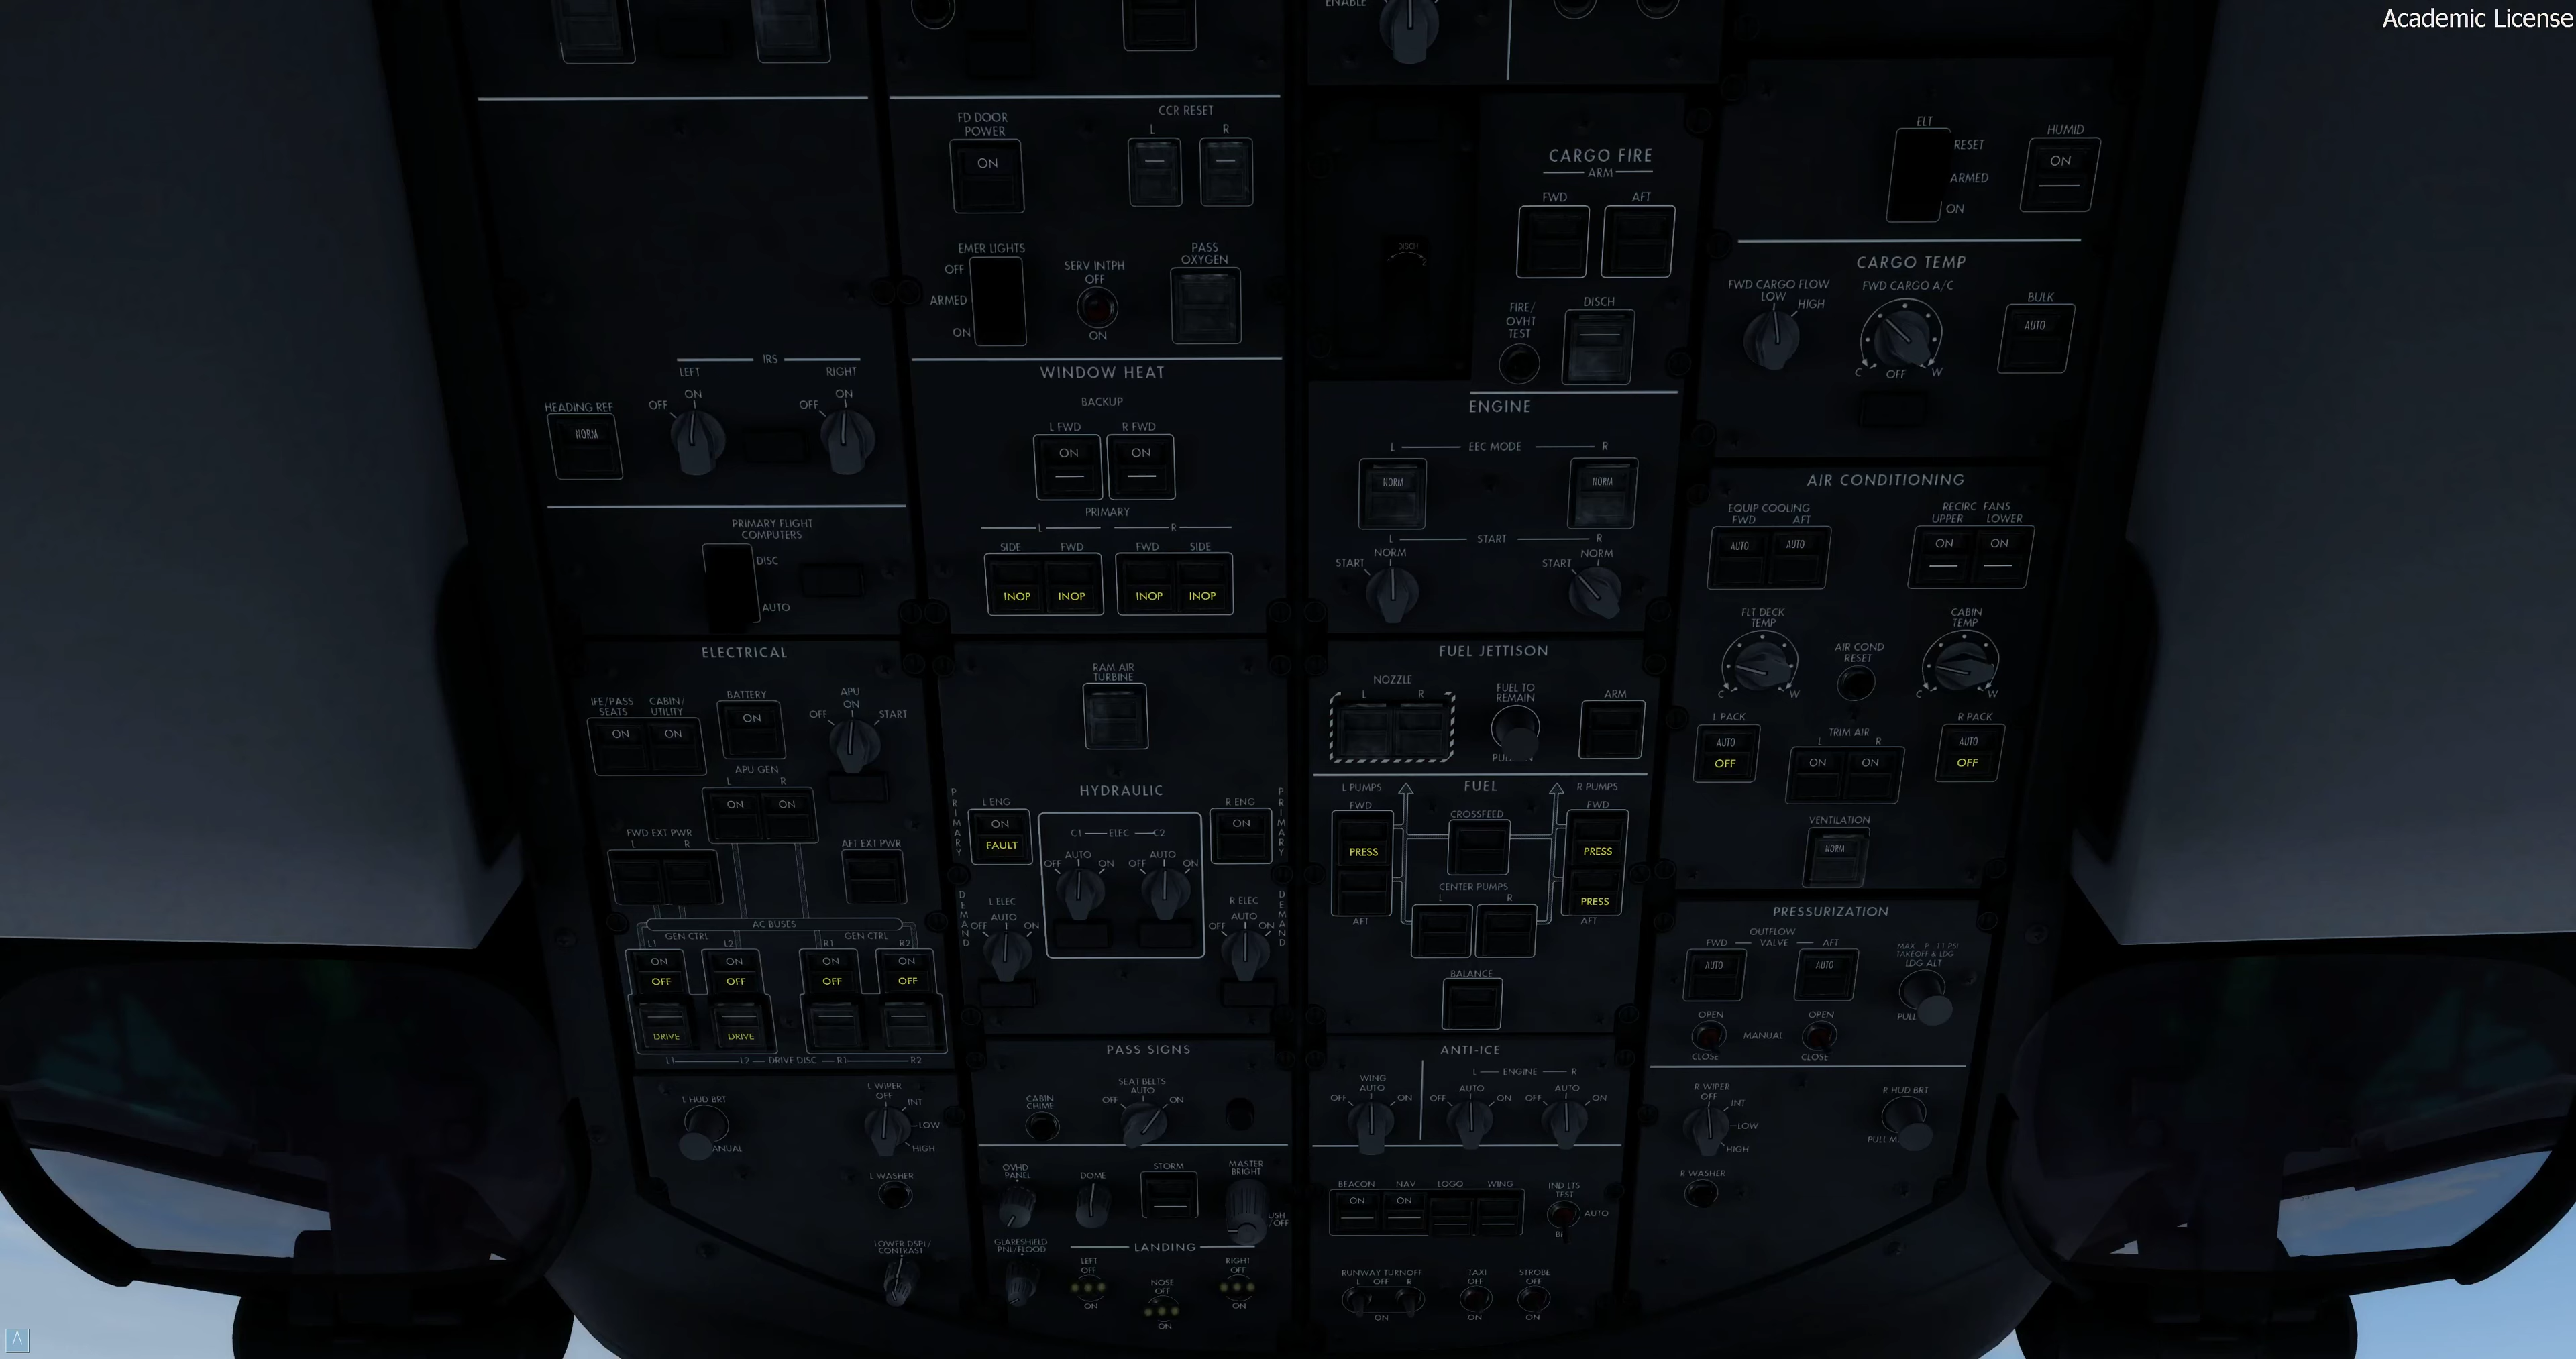 Academic License
ENABLE
FD DOOR
POWER
ON
CCR RESET
L R
EMER LIGHTS
OFF
ARMED
ON
SERV INTPH
OFF
ON
PASS
OXYGEN
IRS
LEFT RIGHT
OFF ON
OFF ON
HEADING REF
NORM
PRIMARY FLIGHT
COMPUTERS
DISC
AUTO
WINDOW HEAT
BACKUP
L FWD R FWD
ON ON
PRIMARY
L R
SIDE FWD FWD SIDE
INOP INOP INOP INOP
DISCH
1 2
CARGO FIRE
ARM
FWD AFT
FIRE/
OVHT
TEST
DISCH
ENGINE
L EEC MODE R
NORM NORM
L START R
START NORM
START NORM
ELT
RESET
ARMED
ON
HUMID
ON
CARGO TEMP
FWD CARGO FLOW
LOW HIGH
FWD CARGO A/C
C OFF W
BULK
AUTO
AIR CONDITIONING
EQUIP COOLING
FWD AFT
AUTO AUTO
RECIRC FANS
UPPER LOWER
ON ON
FLT DECK
TEMP
C W
AIR COND
RESET
CABIN
TEMP
C W
L PACK
AUTO
OFF
TRIM AIR
L R
ON ON
R PACK
AUTO
OFF
VENTILATION
NORM
ELECTRICAL
IFE/PASS
SEATS
ON
CABIN/
UTILITY
ON
BATTERY
ON
APU
OFF ON START
APU GEN
L R
ON ON
FWD EXT PWR
L R
AFT EXT PWR
AC BUSES
GEN CTRL GEN CTRL
L1 L2 R1 R2
ON ON ON ON
OFF OFF OFF OFF
DRIVE DRIVE
L1 L2 DRIVE DISC R1 R2
RAM AIR
TURBINE
HYDRAULIC
PRIMARY
L ENG
ON
FAULT
C1 ELEC C2
OFF AUTO ON
OFF AUTO ON
R ENG
ON
PRIMARY
DEMAND
L ELEC
OFF AUTO ON
R ELEC
OFF AUTO ON
DEMAND
FUEL JETTISON
NOZZLE
L R
FUEL TO
REMAIN
ARM
FUEL
L PUMPS
FWD
PRESS
AFT
CROSSFEED
CENTER PUMPS
L R
BALANCE
R PUMPS
FWD
PRESS
PRESS
AFT
PRESSURIZATION
OUTFLOW
FWD VALVE AFT
AUTO AUTO
MAX P .11 PSI
TAKEOFF & LDG
LDG ALT
PULL
OPEN OPEN
MANUAL
CLOSE CLOSE
L HUD BRT
ANUAL
L WIPER
OFF
INT
LOW
HIGH
L WASHER
LOWER DSPL/
CONTRAST
PASS SIGNS
CABIN
CHIME
SEAT BELTS
OFF AUTO ON
OVHD
PANEL
DOME
STORM
MASTER
BRIGHT
USH
/OFF
GLARESHIELD
PNL/FLOOD
LANDING
LEFT
OFF
ON
NOSE
OFF
ON
RIGHT
OFF
ON
ANTI-ICE
WING
OFF AUTO ON
L ENGINE R
OFF AUTO ON
OFF AUTO ON
BEACON NAV LOGO WING
ON ON
IND LTS
TEST
AUTO
RUNWAY TURNOFF
L OFF R
ON
TAXI
OFF
ON
STROBE
OFF
ON
R WIPER
OFF
INT
LOW
HIGH
R WASHER
R HUD BRT
PULL M